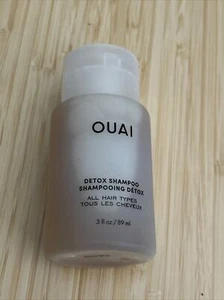 OUAI
DETOX SHAMPOO
SHAMPOOING DÉTOX
ALL HAIR TYPES
TOUS LES CHEVEUX
3 fl oz / 89 ml